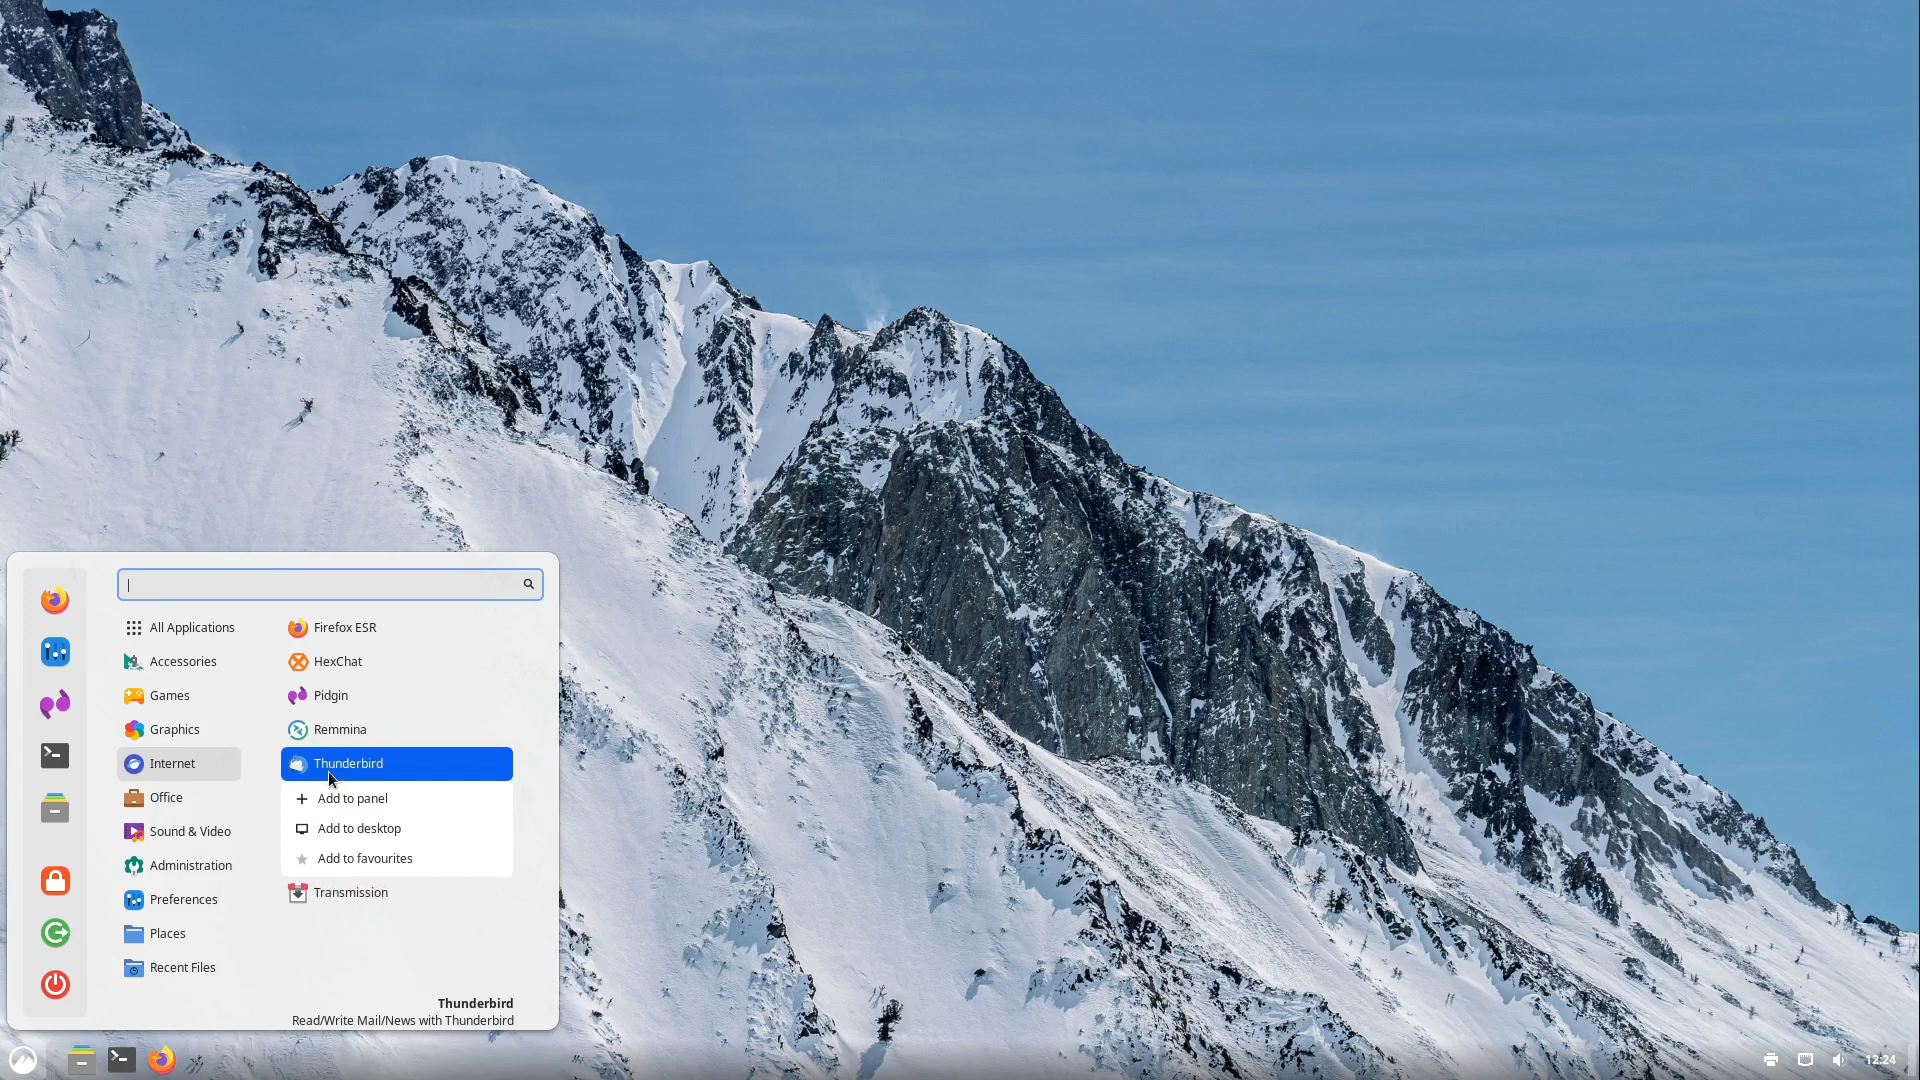 All Applications
Accessories
Games
Graphics
Internet
Office
Sound & Video
Administration
Preferences
Places
Recent Files
Firefox ESR
HexChat
Pidgin
Remmina
Thunderbird
Add to panel
Add to desktop
Add to favourites
Transmission
Thunderbird
Read/Write Mail/News with Thunderbird
12:24